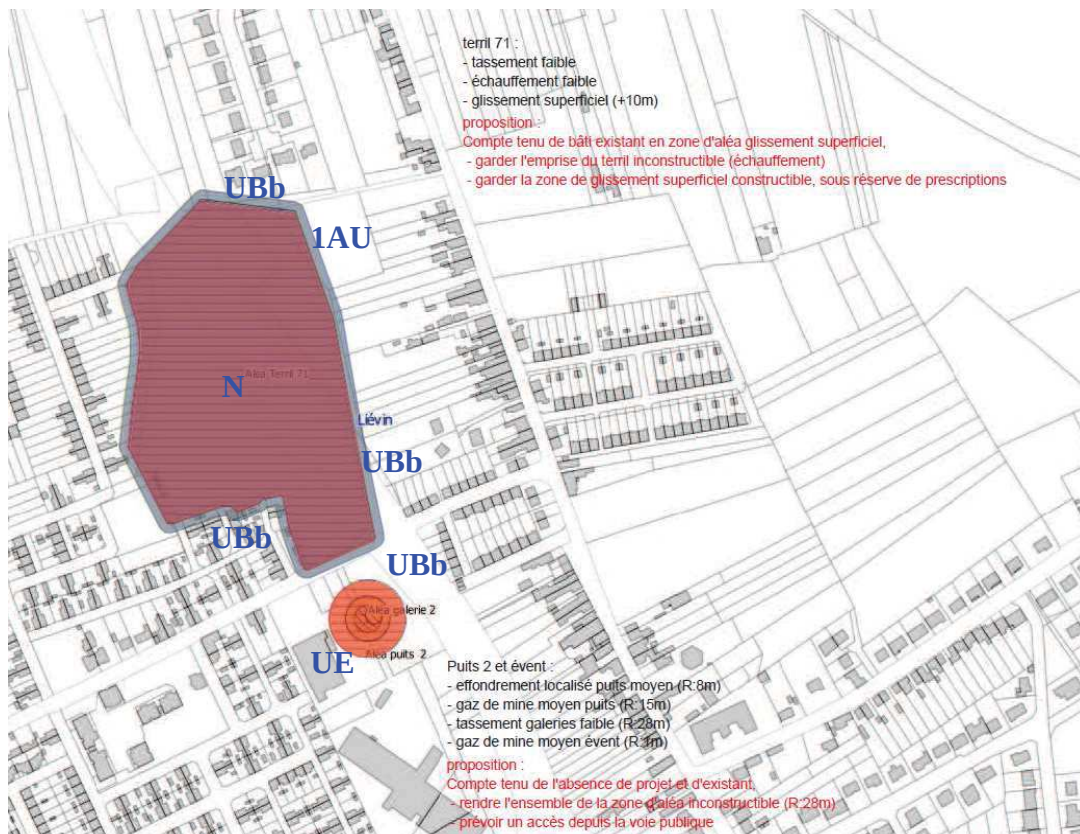 terril 71 :
- tassement faible
- échauffement faible
- glissement superficiel (+10m)
proposition :
Compte tenu de bâti existant en zone d'aléa glissement superficiel,
- garder l'emprise du terril inconstructible (échauffement)
- garder la zone de glissement superficiel constructible, sous réserve de prescriptions
UBb
1AU
Aléa Terril 71
N
Liévin
UBb
UBb
UBb
Aléa galerie 2
UE
Aléa puits 2
Puits 2 et évent :
- effondrement localisé puits moyen (R:8m)
- gaz de mine moyen puits (R:15m)
- tassement galeries faible (R:28m)
- gaz de mine moyen évent (R:1m)
proposition :
Compte tenu de l'absence de projet et d'existant,
- rendre l'ensemble de la zone d'aléa inconstructible (R:28m)
- prévoir un accès depuis la voie publique